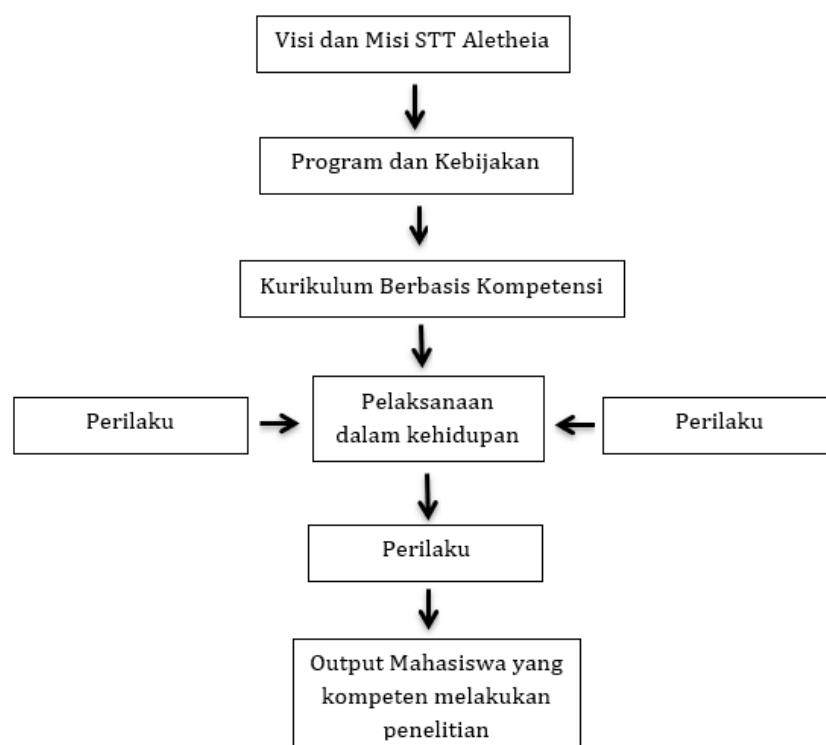 Visi dan Misi STT Aletheia
Program dan Kebijakan
Kurikulum Berbasis Kompetensi
Perilaku
Pelaksanaan
dalam kehidupan
Perilaku
Perilaku
Output Mahasiswa yang
kompeten melakukan
penelitian